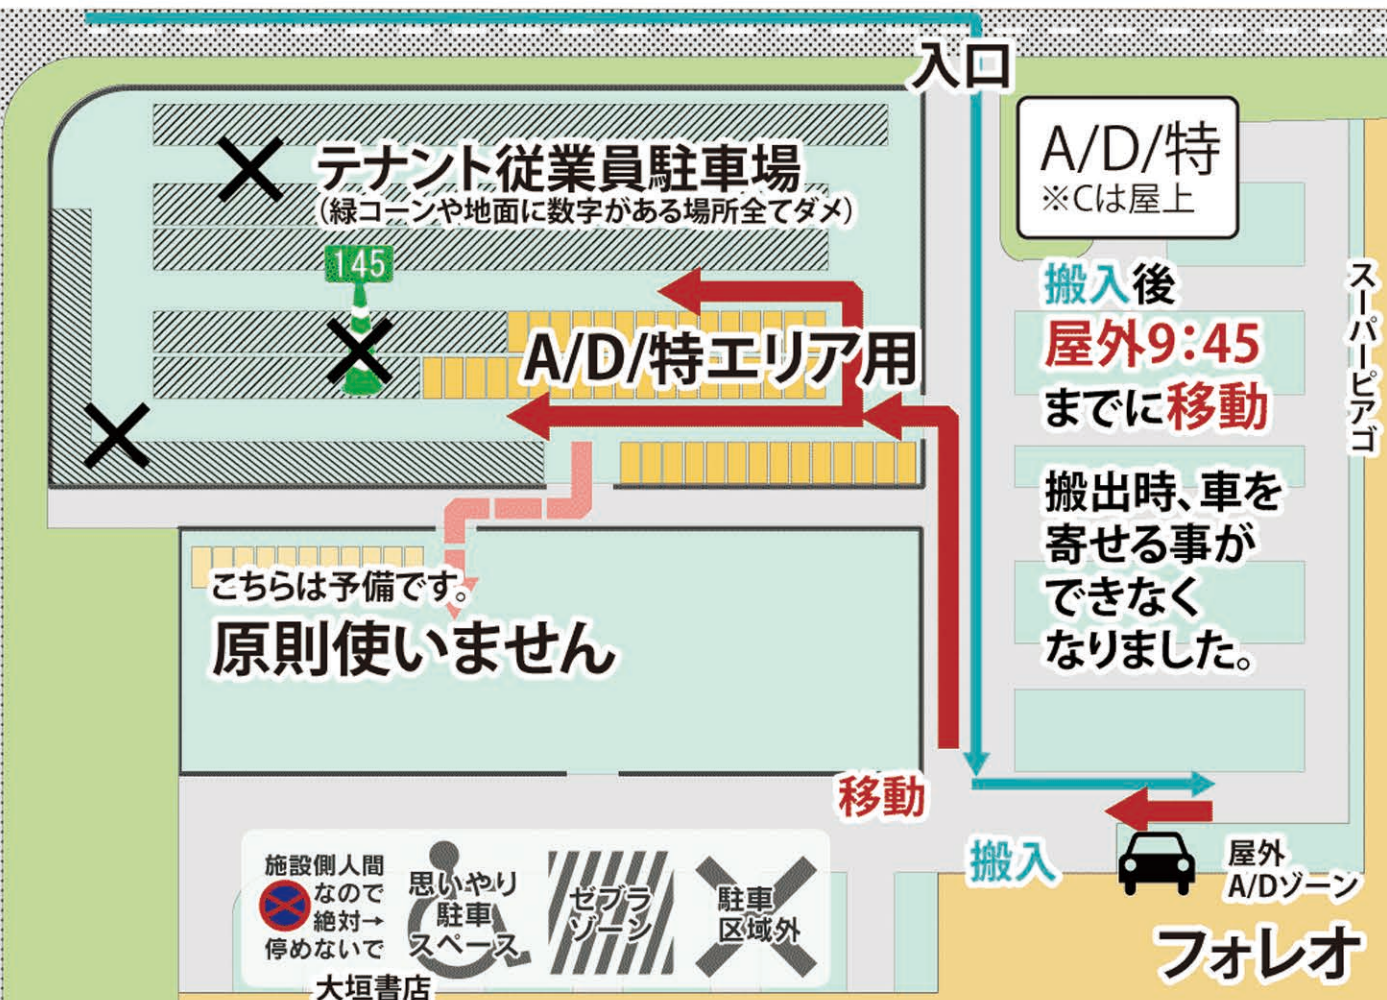 入口
A/D/特
※Cは屋上
テナント従業員駐車場
（緑コーンや地面に数字がある場所全てダメ）
145
搬入後
屋外9：45
までに移動
スーパーピアゴ
A/D/特エリア用
搬出時、車を
寄せる事が
できなく
なりました。
こちらは予備です。
原則使いません
移動
搬入
屋外
A/Dゾーン
フォレオ
施設側人間
なので
絶対→
停めないで
思いやり
駐車
スペース
ゼブラ
ゾーン
駐車
区域外
大垣書店